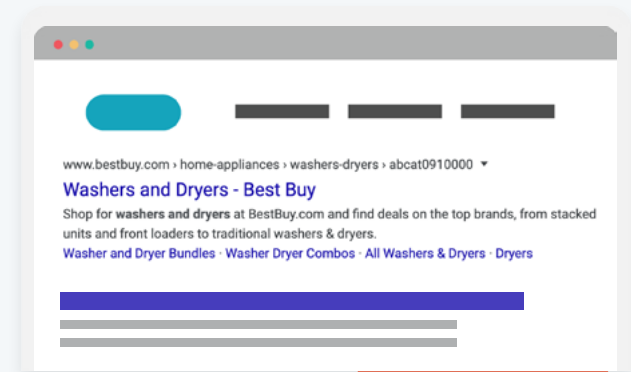 www.bestbuy.com › home-appliances › washers-dryers › abcat0910000
Washers and Dryers - Best Buy
Shop for washers and dryers at BestBuy.com and find deals on the top brands, from stacked
units and front loaders to traditional washers & dryers.
Washer and Dryer Bundles · Washer Dryer Combos · All Washers & Dryers · Dryers